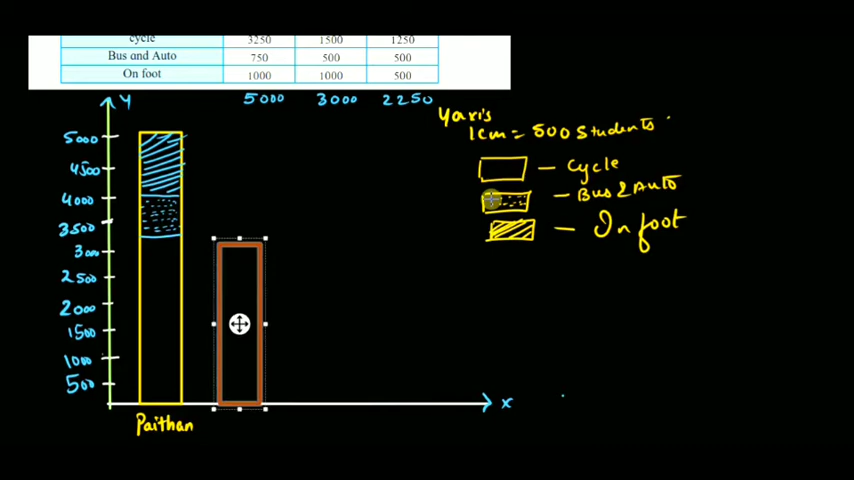 cycle 3250 1500 1250
Bus and Auto 750 500 500
On foot 1000 1000 500
5000 3000 2250
Y
Yaxis
1cm = 500 Students
5000
4500
4000
3500
3000
2500
2000
1500
1000
500
— Cycle
— Bus & Auto
— On foot
X
Paithan